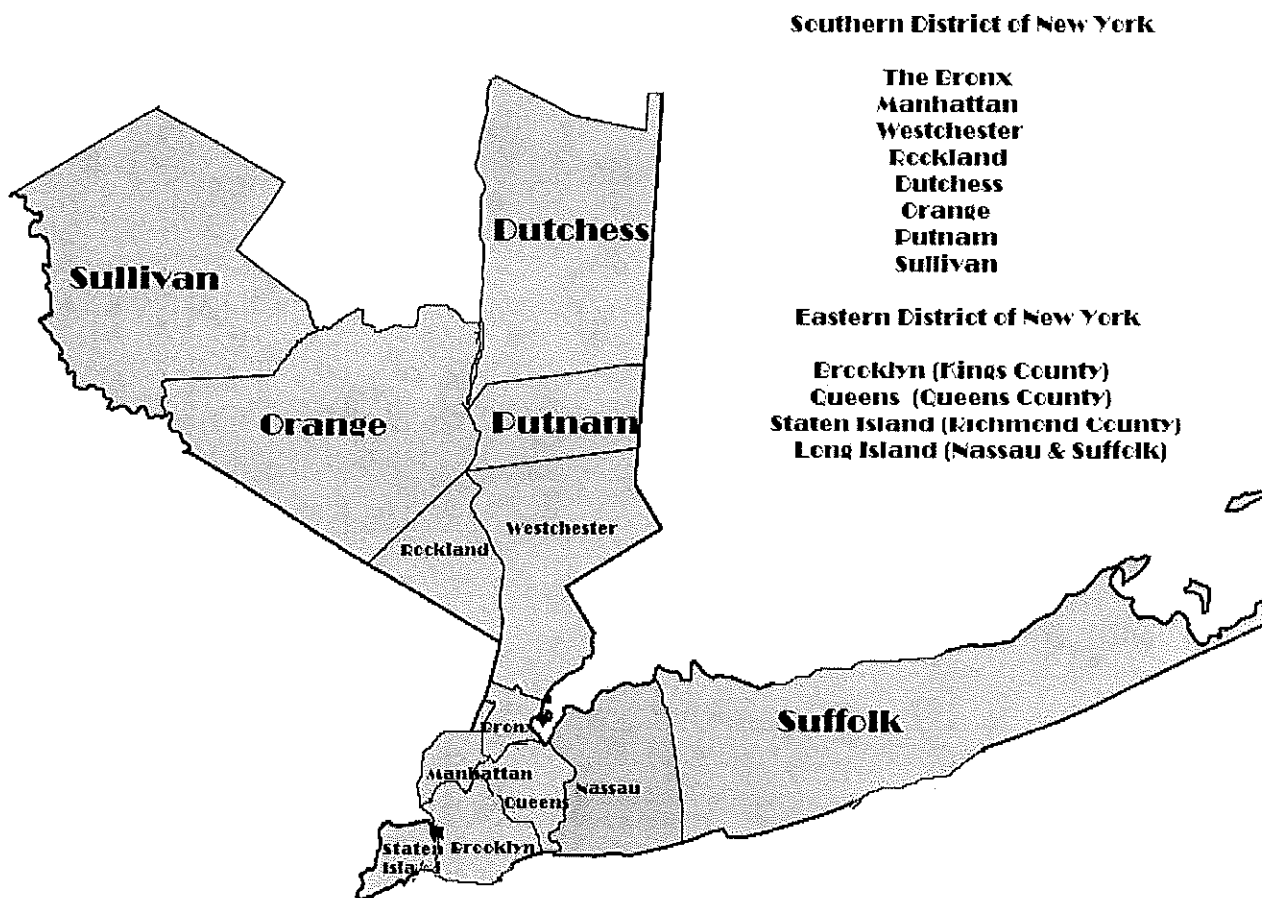 Southern District of New York
The Bronx
Manhattan
Westchester
Rockland
Dutchess
Orange
Putnam
Sullivan
Eastern District of New York
Brooklyn (Kings County)
Queens (Queens County)
Staten Island (Richmond County)
Long Island (Nassau & Suffolk)
Dutchess
Sullivan
Orange
Putnam
Westchester
Rockland
Suffolk
Bronx
Manhattan
Nassau
Queens
Staten
Brooklyn
Isla